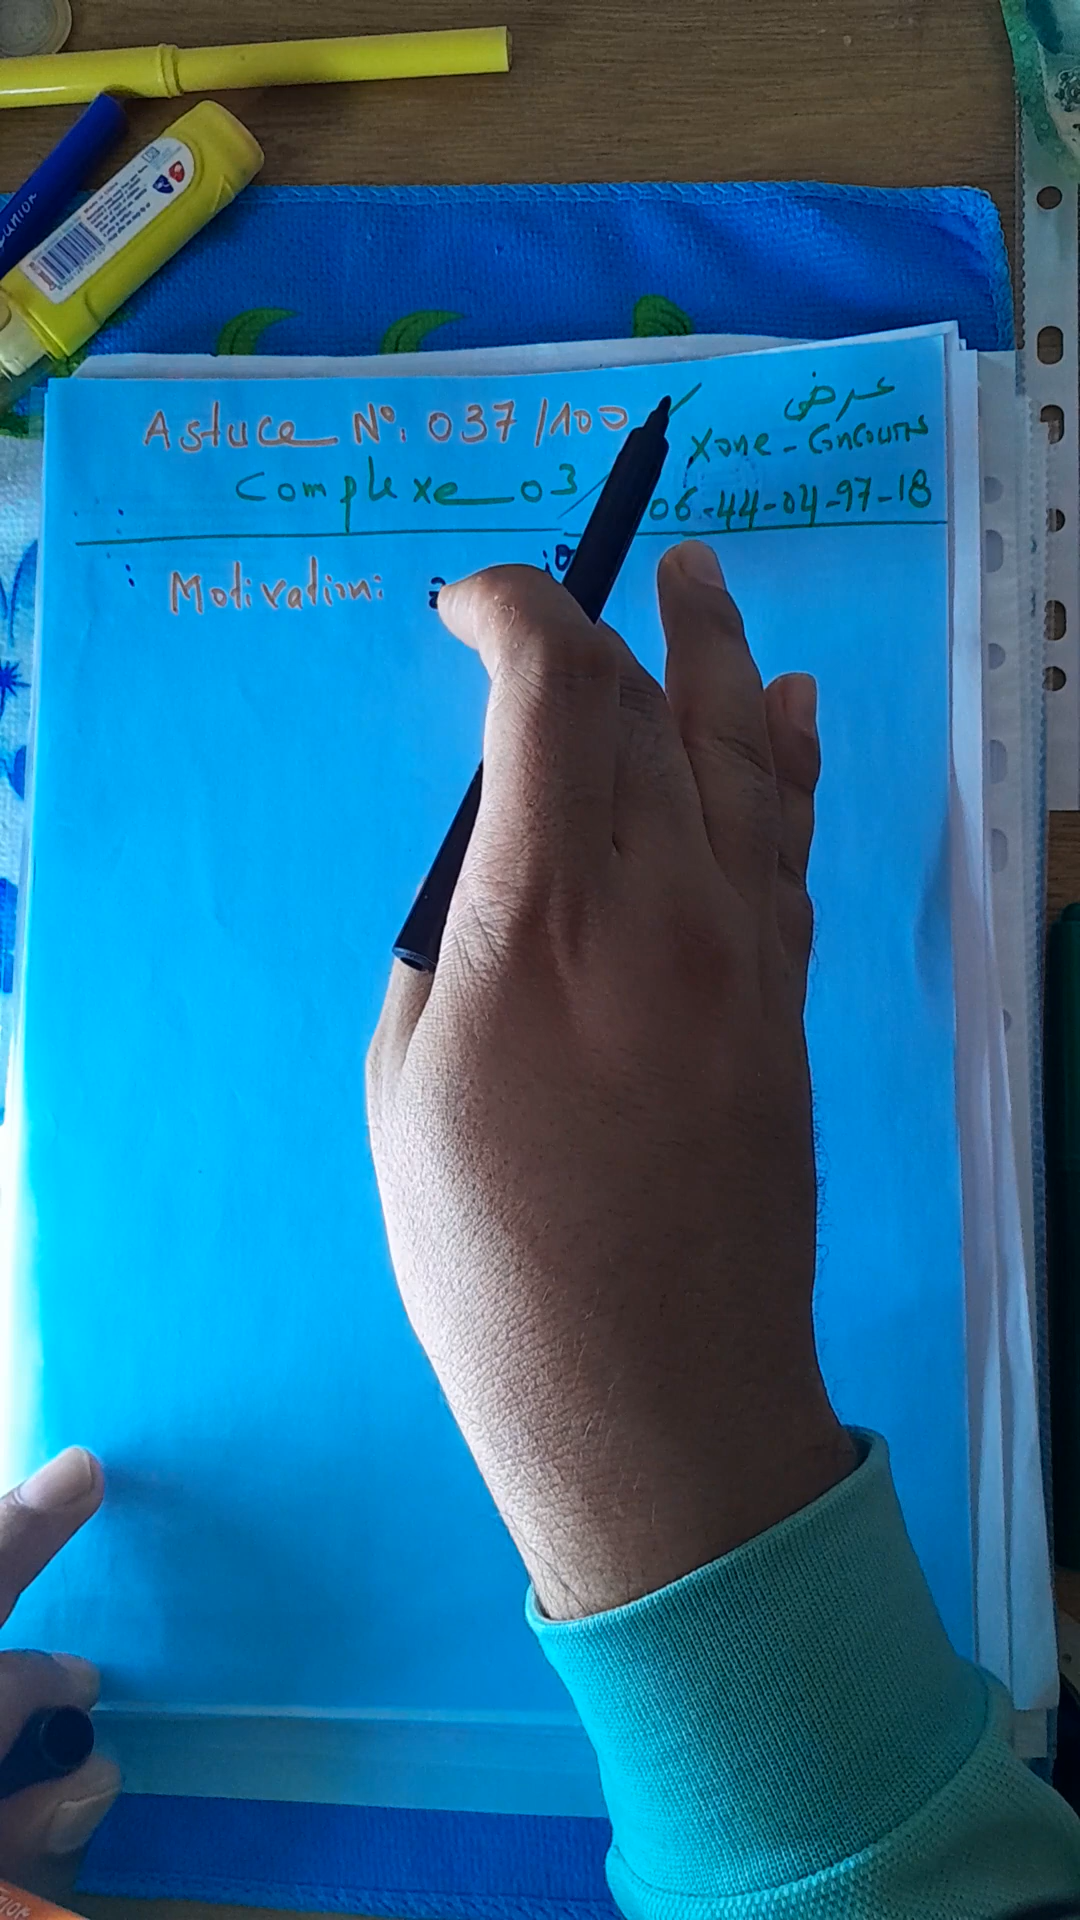 Astuce N°: 037/100
Complexe 03
عرض
Xone-Concours
06-44-04-97-18
Motivation: